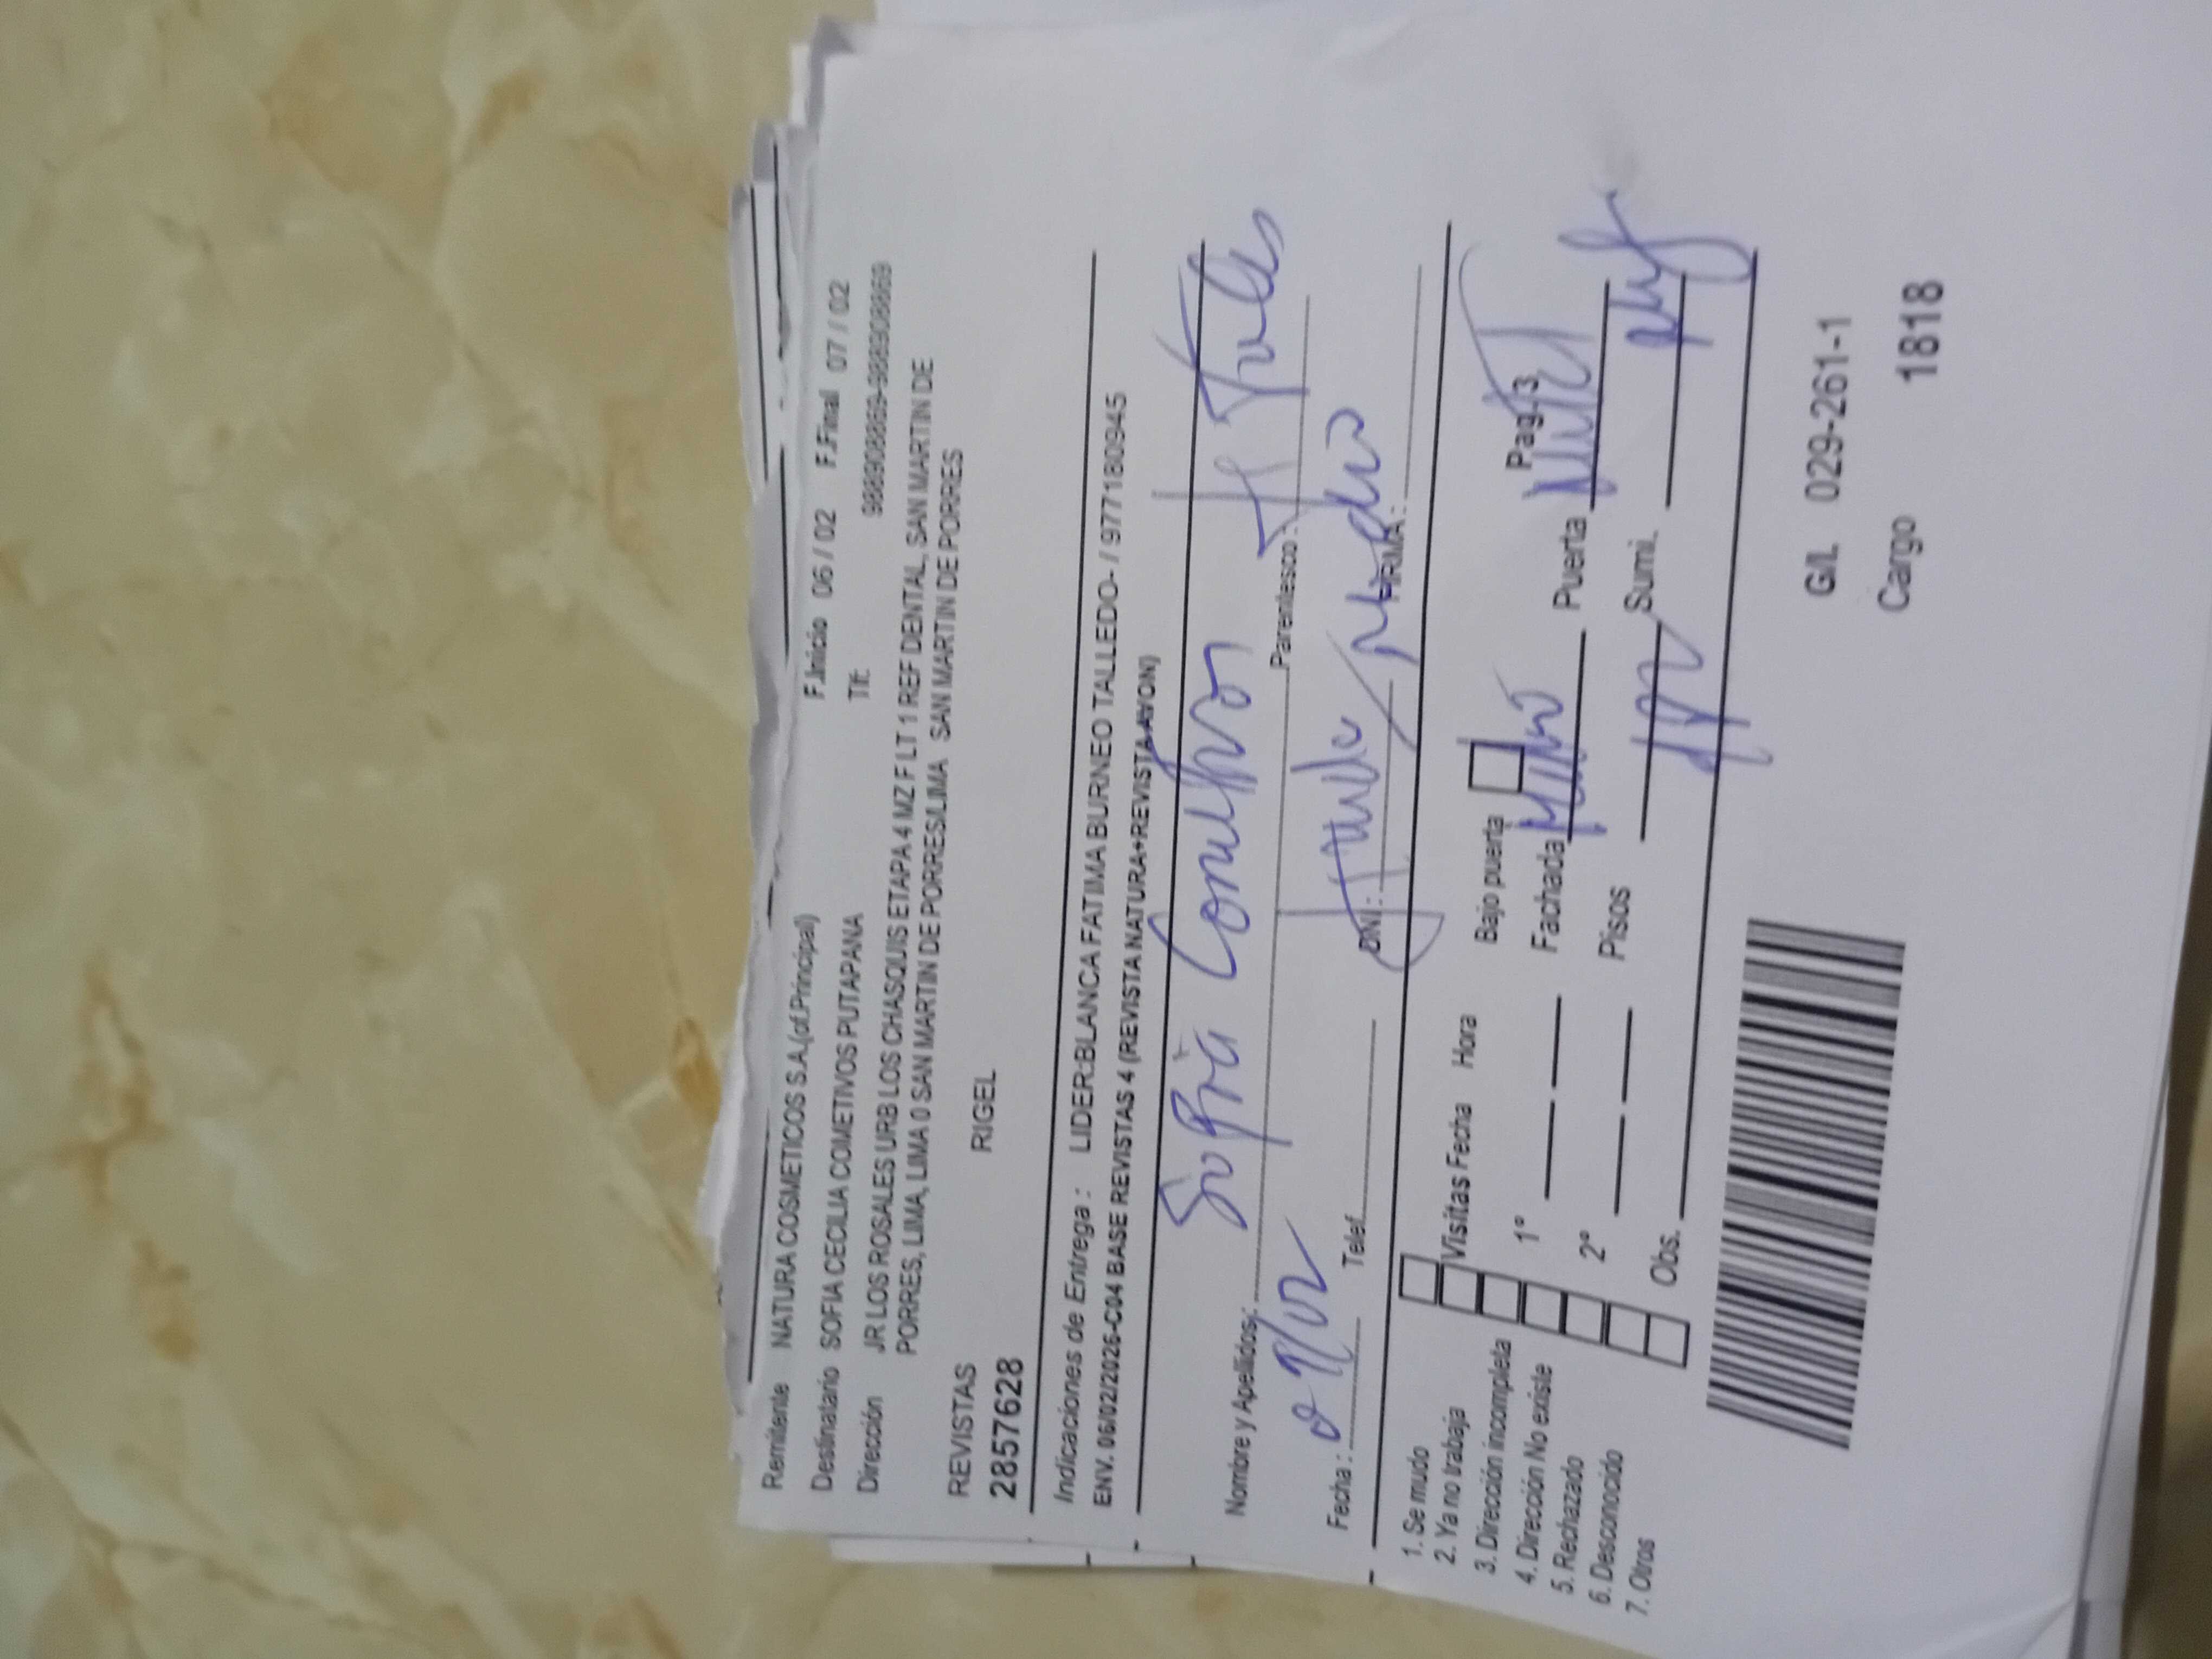 Remitente NATURA COSMETICOS S.A.(of.Principal)
Destinatario SOFIA CECILIA COMETIVOS PUTAPANA F.Inicio 06 / 02 F.Final 07 / 02
Dirección JR LOS ROSALES URB LOS CHASQUIS ETAPA 4 MZ F LT 1 REF DENTAL, SAN MARTIN DE Tlf:
PORRES, LIMA, LIMA 0 SAN MARTIN DE PORRES/LIMA SAN MARTIN DE PORRES
REVISTAS RIGEL
2857628
Indicaciones de Entrega : LIDER:BLANCA FATIMA BURNEO TALLEDO- / 977180945
ENV. 06/02/2026-C04 BASE REVISTAS 4 (REVISTA NATURA+REVISTA AVON)
Nombre y Apellidos: Sofia
Parentesco :
Fecha : 07/02 Telef. DNI : FIRMA :
1. Se mudo
2. Ya no trabaja
3. Dirección incompleta
4. Dirección No existe
5. Rechazado
6. Desconocido
7. Otros
Visitas Fecha Hora Bajo puerta Pag-3
1° Fachada Puerta
2° Pisos Sumi.
Obs.
G/L 029-261-1
Cargo 1818